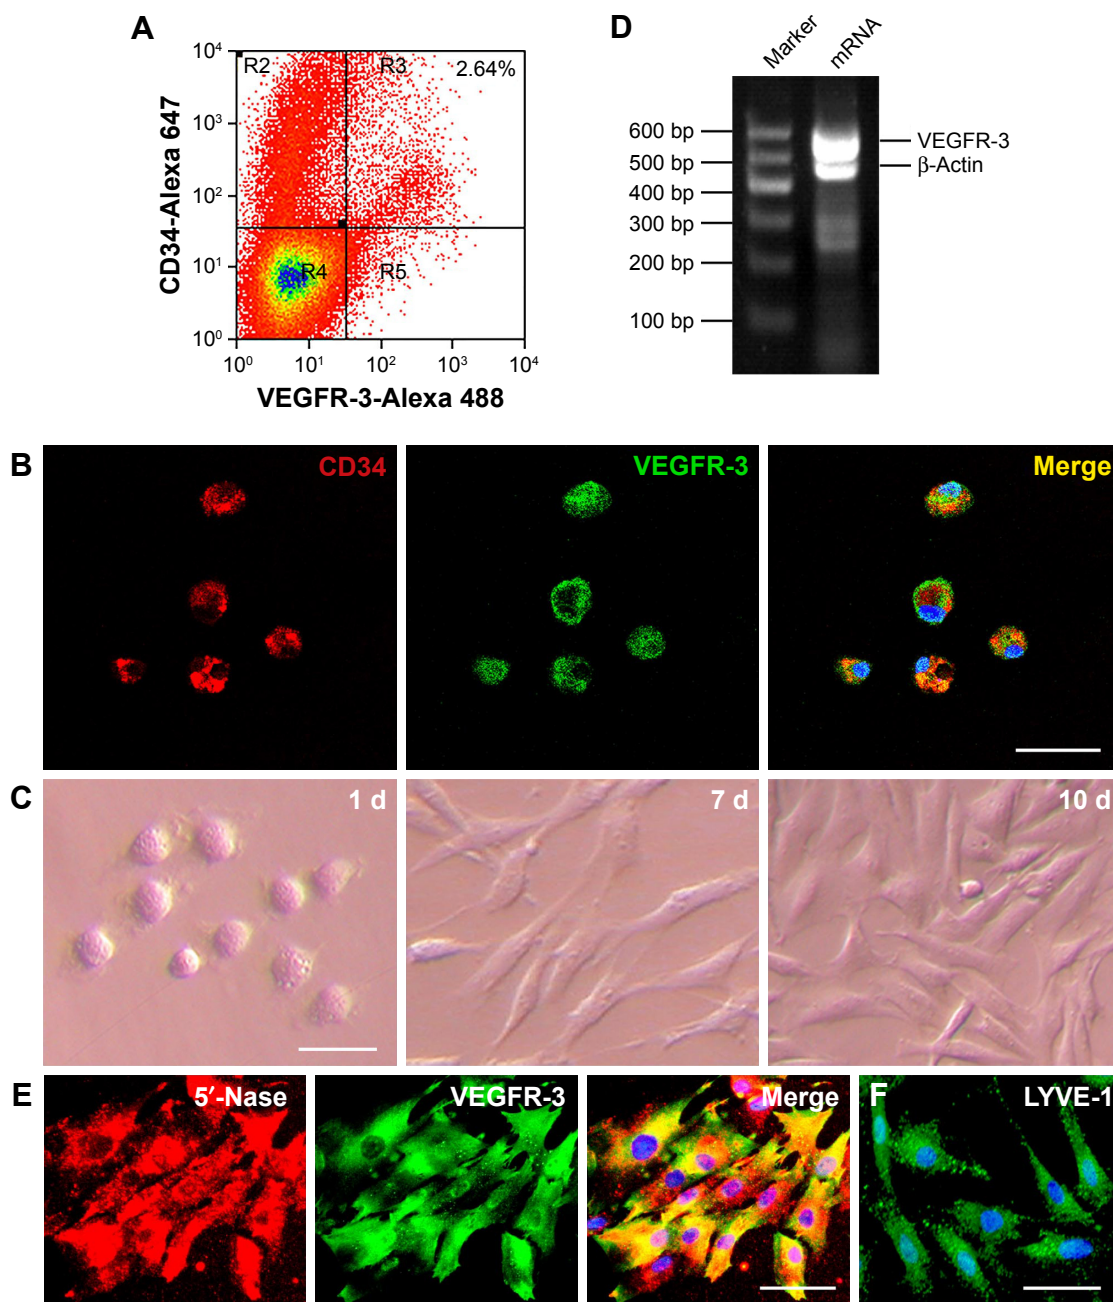 A
10⁴
R2
R3
2.64%
10³
10²
10¹
R4
R5
10⁰
10⁰
10¹
10²
10³
10⁴
CD34-Alexa 647
VEGFR-3-Alexa 488
D
Marker
mRNA
600 bp
500 bp
400 bp
300 bp
200 bp
100 bp
VEGFR-3
β-Actin
B
CD34
VEGFR-3
Merge
C
1 d
7 d
10 d
E
5′-Nase
VEGFR-3
Merge
F
LYVE-1